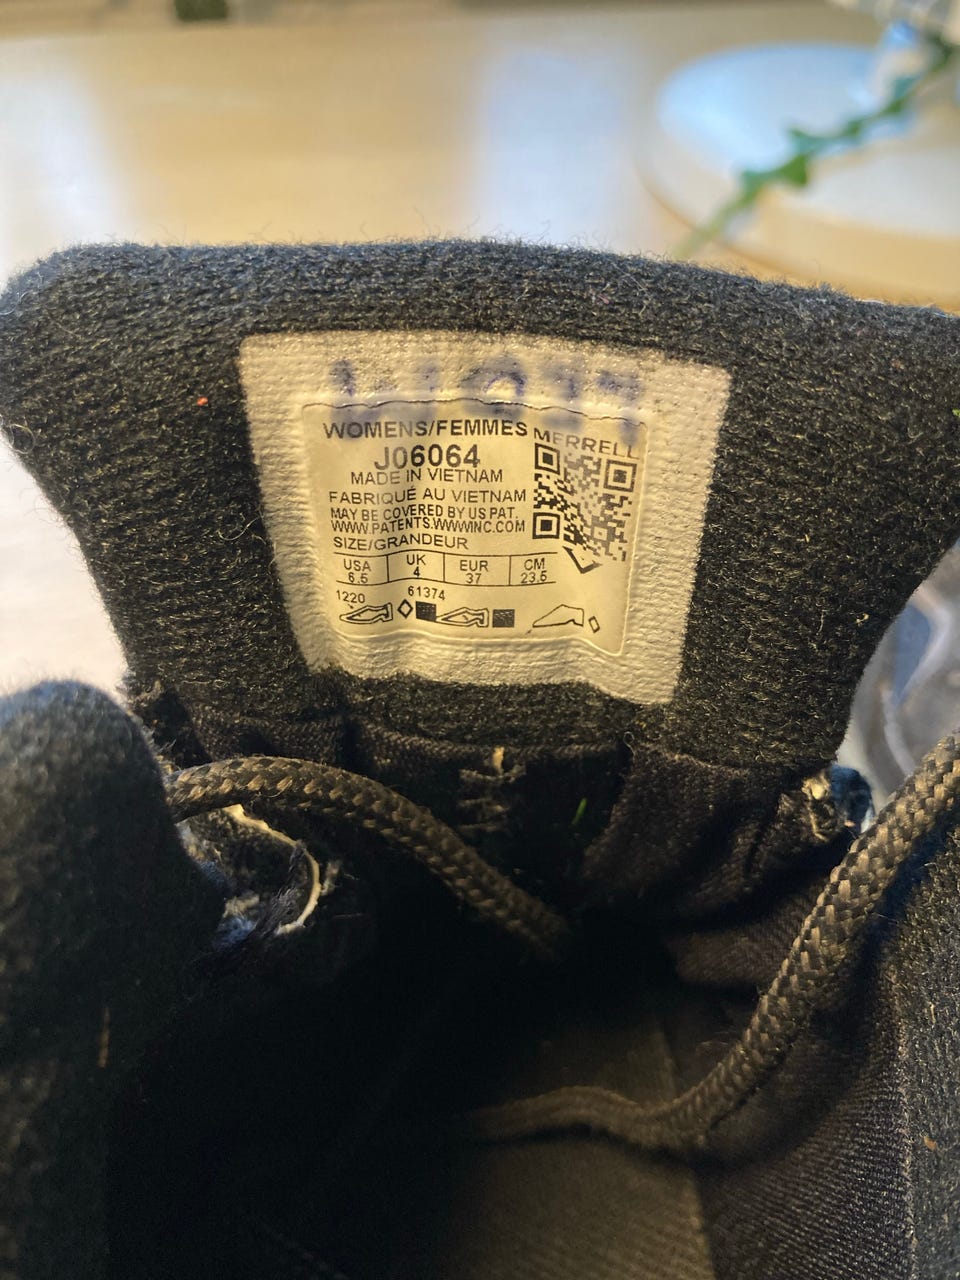 WOMENS/FEMMES
MERRELL
J06064
MADE IN VIETNAM
FABRIQUÉ AU VIETNAM
MAY BE COVERED BY US PAT.
WWW.PATENTS.WWWINC.COM
SIZE/GRANDEUR
USA UK EUR CM
6.5 4 37 23.5
1220 61374